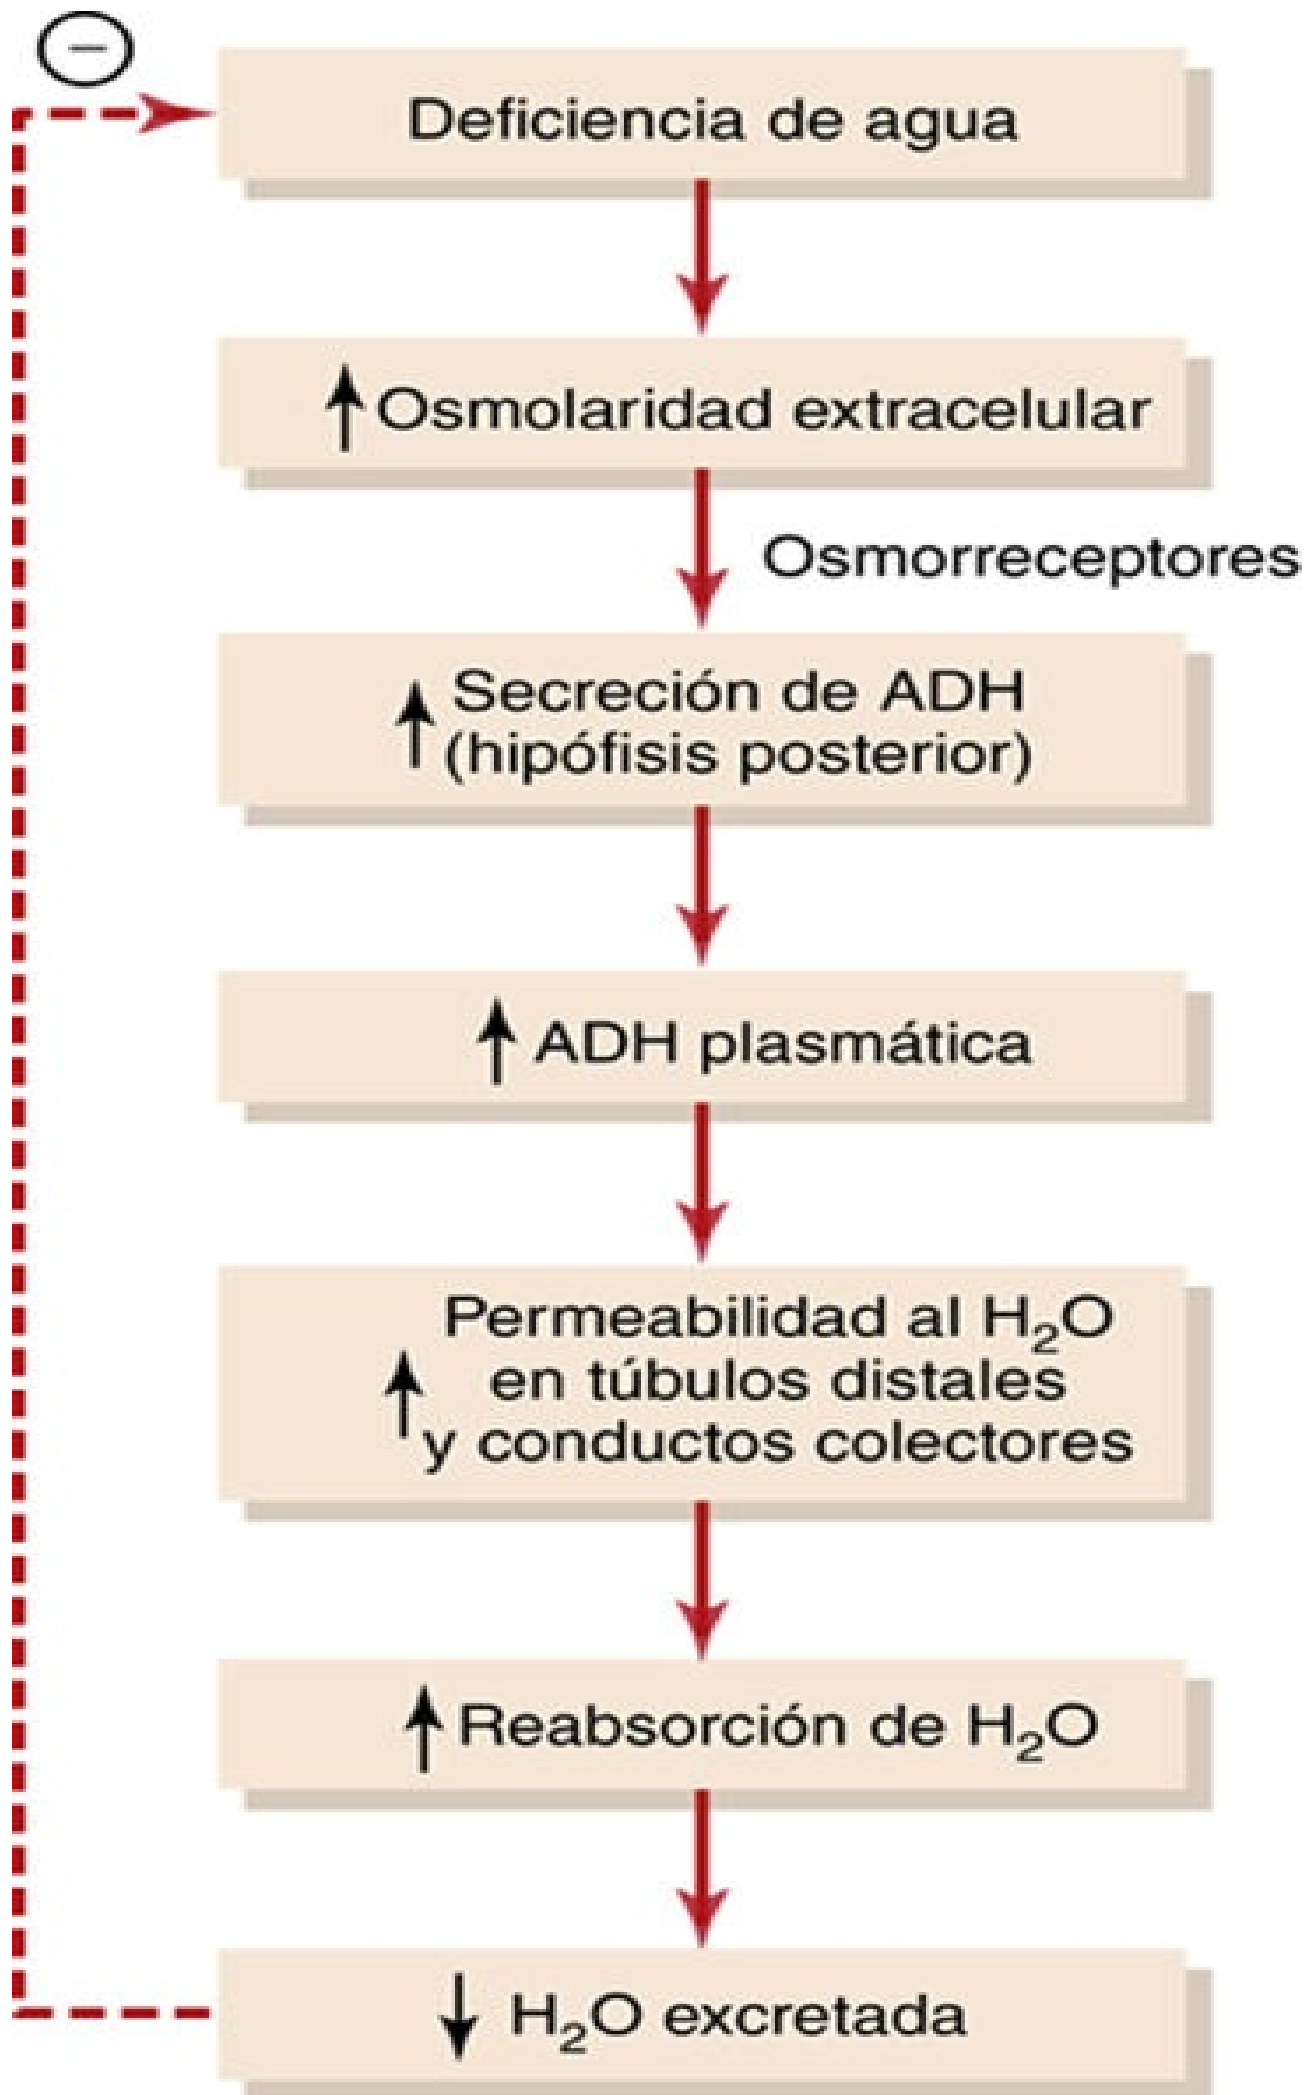 −
Deficiencia de agua
↑ Osmolaridad extracelular
Osmorreceptores
↑ Secreción de ADH
(hipófisis posterior)
↑ ADH plasmática
↑ Permeabilidad al H₂O
en túbulos distales
y conductos colectores
↑ Reabsorción de H₂O
↓ H₂O excretada